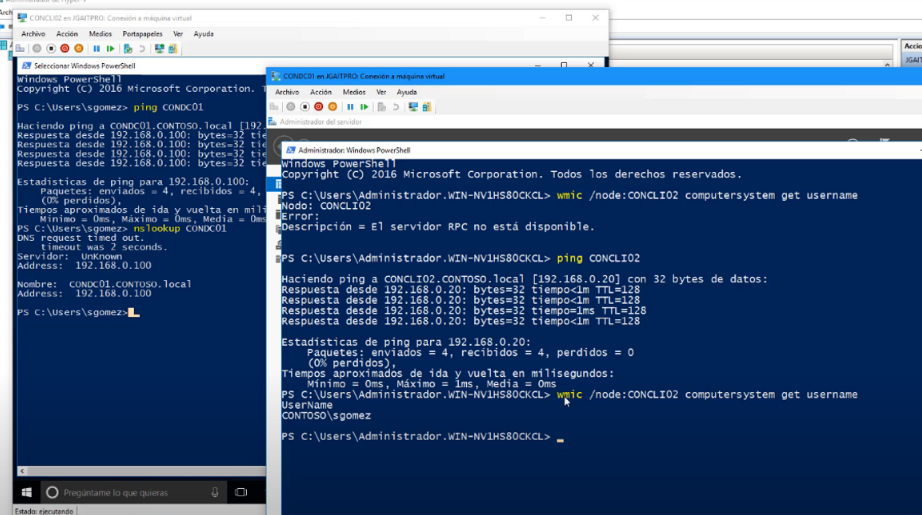 Administrador de Hyper-V
Archi
CONCLI02 en JGAITPRO: Conexión a máquina virtual
Archivo Acción Medios Portapapeles Ver Ayuda
Seleccionar Windows PowerShell
Windows PowerShell
Copyright (C) 2016 Microsoft Corporation. T
PS C:\Users\sgomez> ping CONDC01
Haciendo ping a CONDC01.CONTOSO.local [192.
Respuesta desde 192.168.0.100: bytes=32 tie
Respuesta desde 192.168.0.100: bytes=32 tie
Respuesta desde 192.168.0.100: bytes=32 tie
Respuesta desde 192.168.0.100: bytes=32 tie
Estadísticas de ping para 192.168.0.100:
Paquetes: enviados = 4, recibidos = 4,
(0% perdidos),
Tiempos aproximados de ida y vuelta en mili
Mínimo = 0ms, Máximo = 0ms, Media = 0ms
PS C:\Users\sgomez> nslookup CONDC01
DNS request timed out.
timeout was 2 seconds.
Servidor: UnKnown
Address: 192.168.0.100
Nombre: CONDC01.CONTOSO.local
Address: 192.168.0.100
PS C:\Users\sgomez>
Pregúntame lo que quieras
Estado: ejecutando
Accio
JGAIT
CONDC01 en JGAITPRO: Conexión a máquina virtual
Archivo Acción Medios Ver Ayuda
Administrador del servidor
Administrador: Windows PowerShell
Windows PowerShell
Copyright (C) 2016 Microsoft Corporation. Todos los derechos reservados.
PS C:\Users\Administrador.WIN-NV1HS8OCKCL> wmic /node:CONCLIO2 computersystem get username
Nodo: CONCLIO2
Error:
Descripción = El servidor RPC no está disponible.
PS C:\Users\Administrador.WIN-NV1HS8OCKCL> ping CONCLIO2
Haciendo ping a CONCLIO2.CONTOSO.local [192.168.0.20] con 32 bytes de datos:
Respuesta desde 192.168.0.20: bytes=32 tiempo<1m TTL=128
Respuesta desde 192.168.0.20: bytes=32 tiempo<1m TTL=128
Respuesta desde 192.168.0.20: bytes=32 tiempo=1ms TTL=128
Respuesta desde 192.168.0.20: bytes=32 tiempo<1m TTL=128
Estadísticas de ping para 192.168.0.20:
Paquetes: enviados = 4, recibidos = 4, perdidos = 0
(0% perdidos),
Tiempos aproximados de ida y vuelta en milisegundos:
Mínimo = 0ms, Máximo = 1ms, Media = 0ms
PS C:\Users\Administrador.WIN-NV1HS8OCKCL> wmic /node:CONCLIO2 computersystem get username
UserName
CONTOSO\sgomez
PS C:\Users\Administrador.WIN-NV1HS8OCKCL>